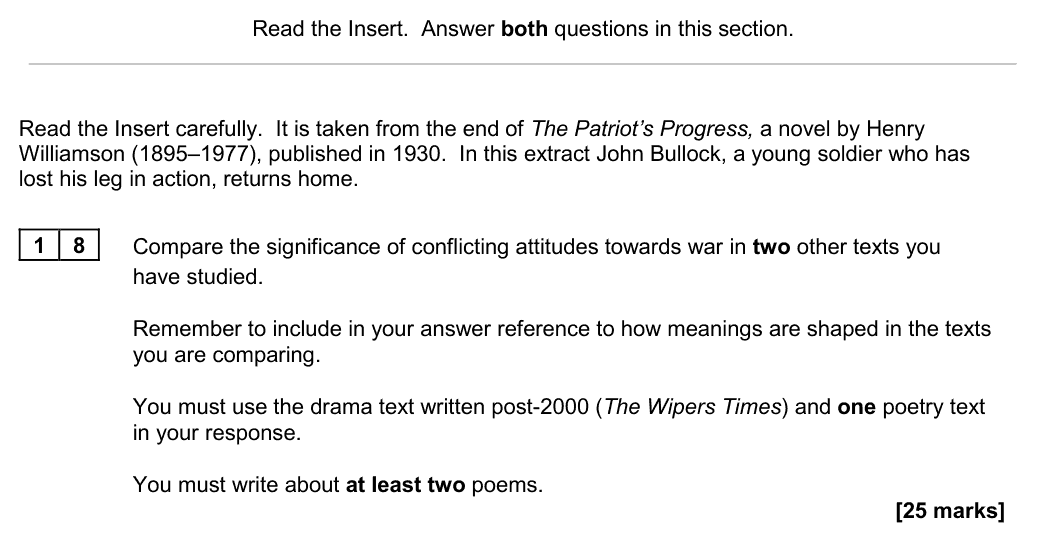 Read the Insert.  Answer both questions in this section.
Read the Insert carefully.  It is taken from the end of The Patriot's Progress, a novel by Henry
Williamson (1895–1977), published in 1930.  In this extract John Bullock, a young soldier who has
lost his leg in action, returns home.
1 8 Compare the significance of conflicting attitudes towards war in two other texts you
have studied.
Remember to include in your answer reference to how meanings are shaped in the texts
you are comparing.
You must use the drama text written post-2000 (The Wipers Times) and one poetry text
in your response.
You must write about at least two poems.
[25 marks]